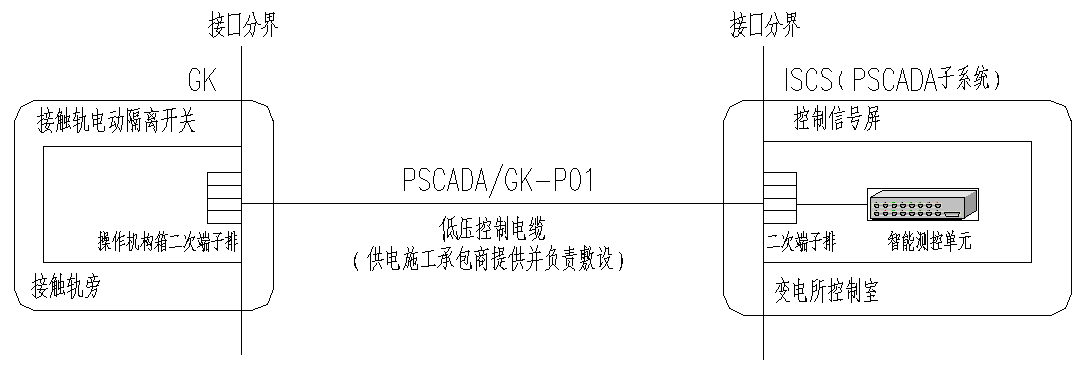 接口分界
接口分界
GK
ISCS(PSCADA子系统)
接触轨电动隔离开关
控制信号屏
PSCADA/GK-P01
低压控制电缆
(供电施工承包商提供并负责敷设)
操作机构箱二次端子排
二次端子排
智能测控单元
接触轨旁
变电所控制室